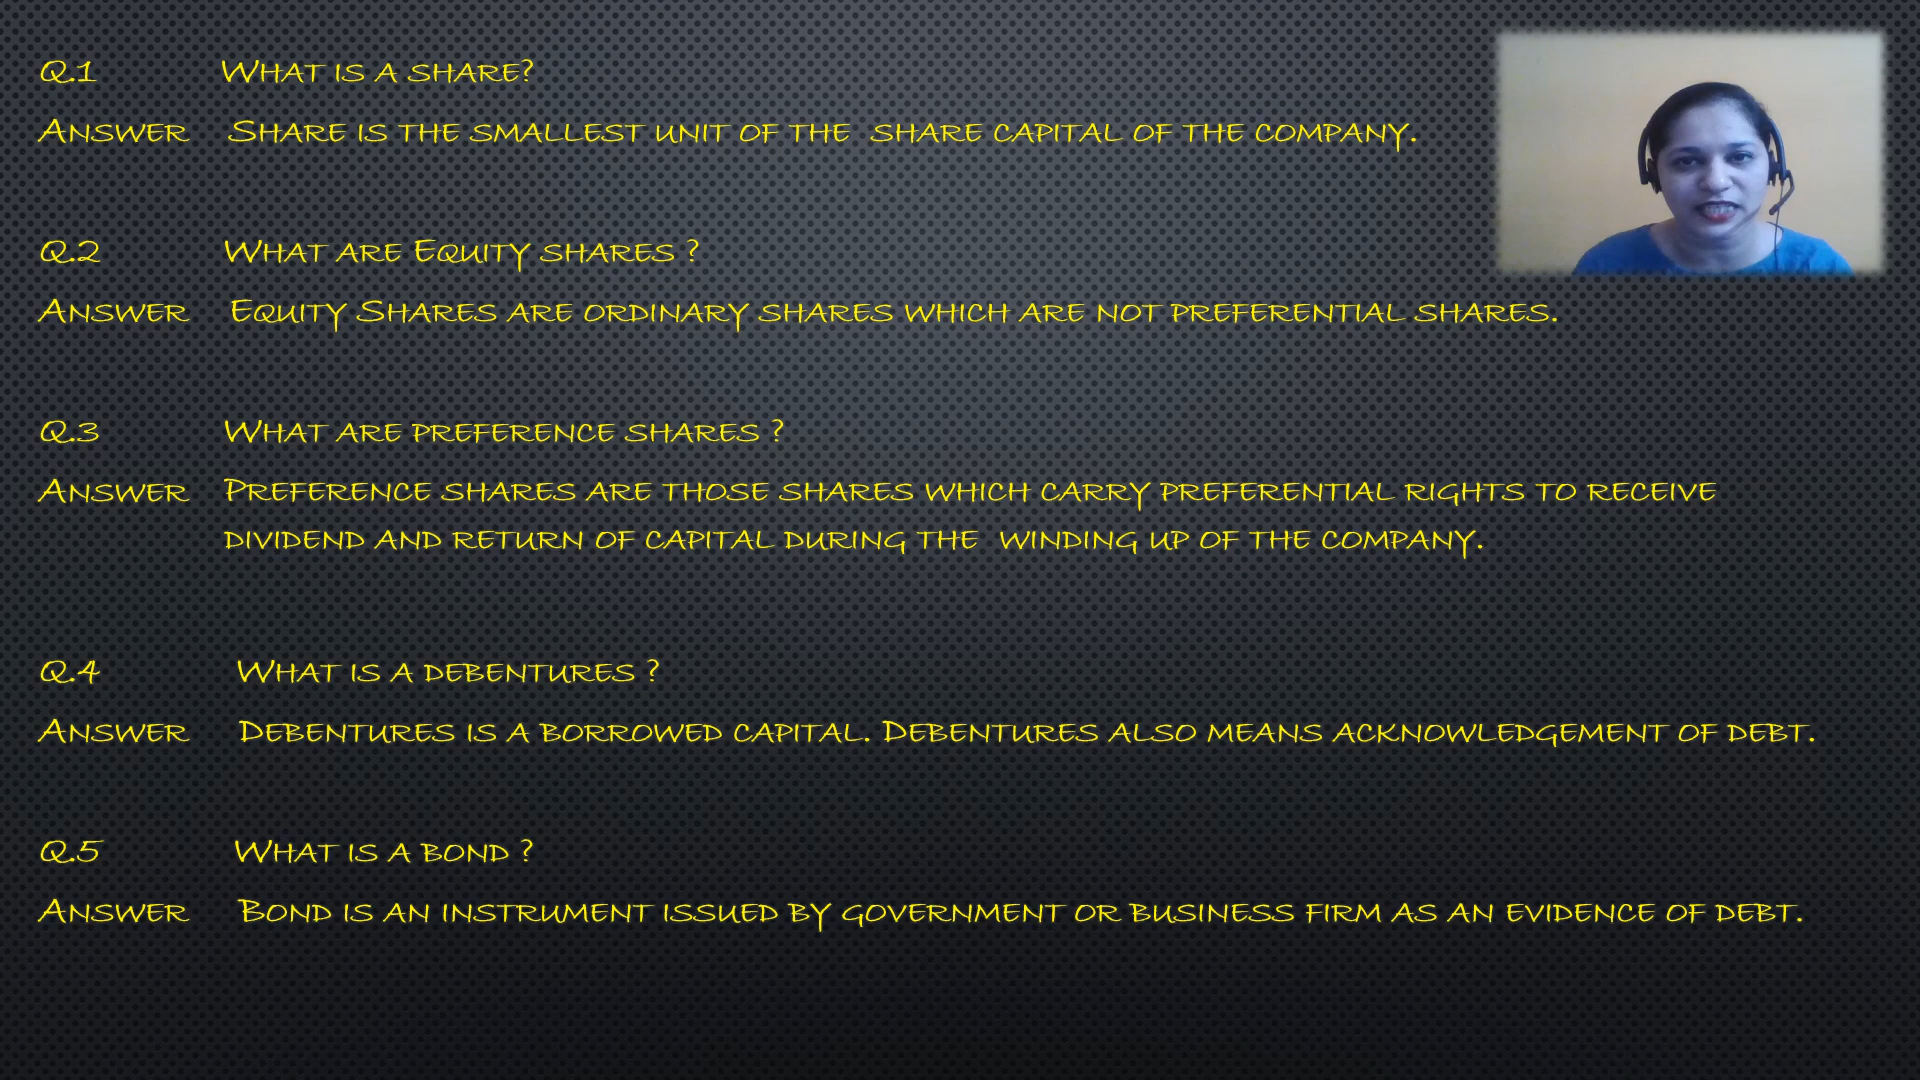 Q.1 What is a share?
Answer Share is the smallest unit of the share capital of the company.
Q.2 What are Equity shares ?
Answer Equity Shares are ordinary shares which are not preferential shares.
Q.3 What are preference shares ?
Answer Preference shares are those shares which carry preferential rights to receive
dividend and return of capital during the winding up of the company.
Q.4 What is a debentures ?
Answer Debentures is a borrowed capital. Debentures also means acknowledgement of debt.
Q.5 What is a bond ?
Answer Bond is an instrument issued by government or business firm as an evidence of debt.